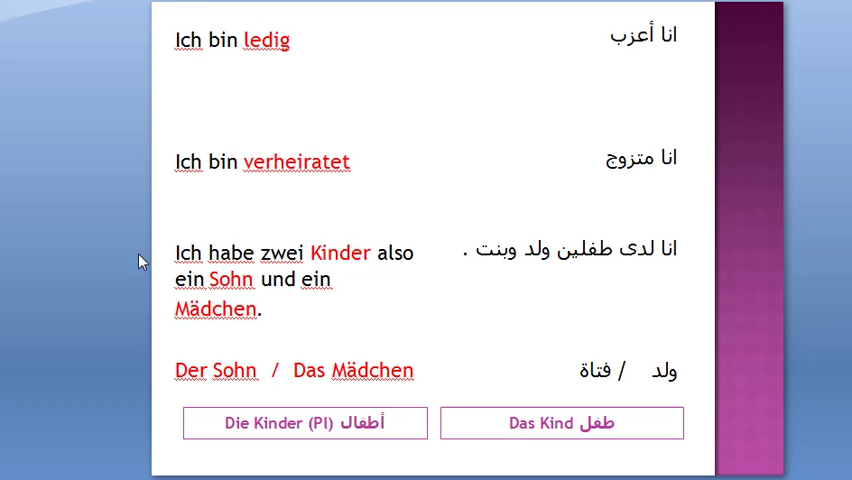 Ich bin ledig
انا أعزب
Ich bin verheiratet
انا متزوج
Ich habe zwei Kinder also
ein Sohn und ein
Mädchen.
انا لدى طفلين ولد وبنت .
Der Sohn / Das Mädchen
ولد / فتاة
Die Kinder (Pl) أطفال
Das Kind طفل